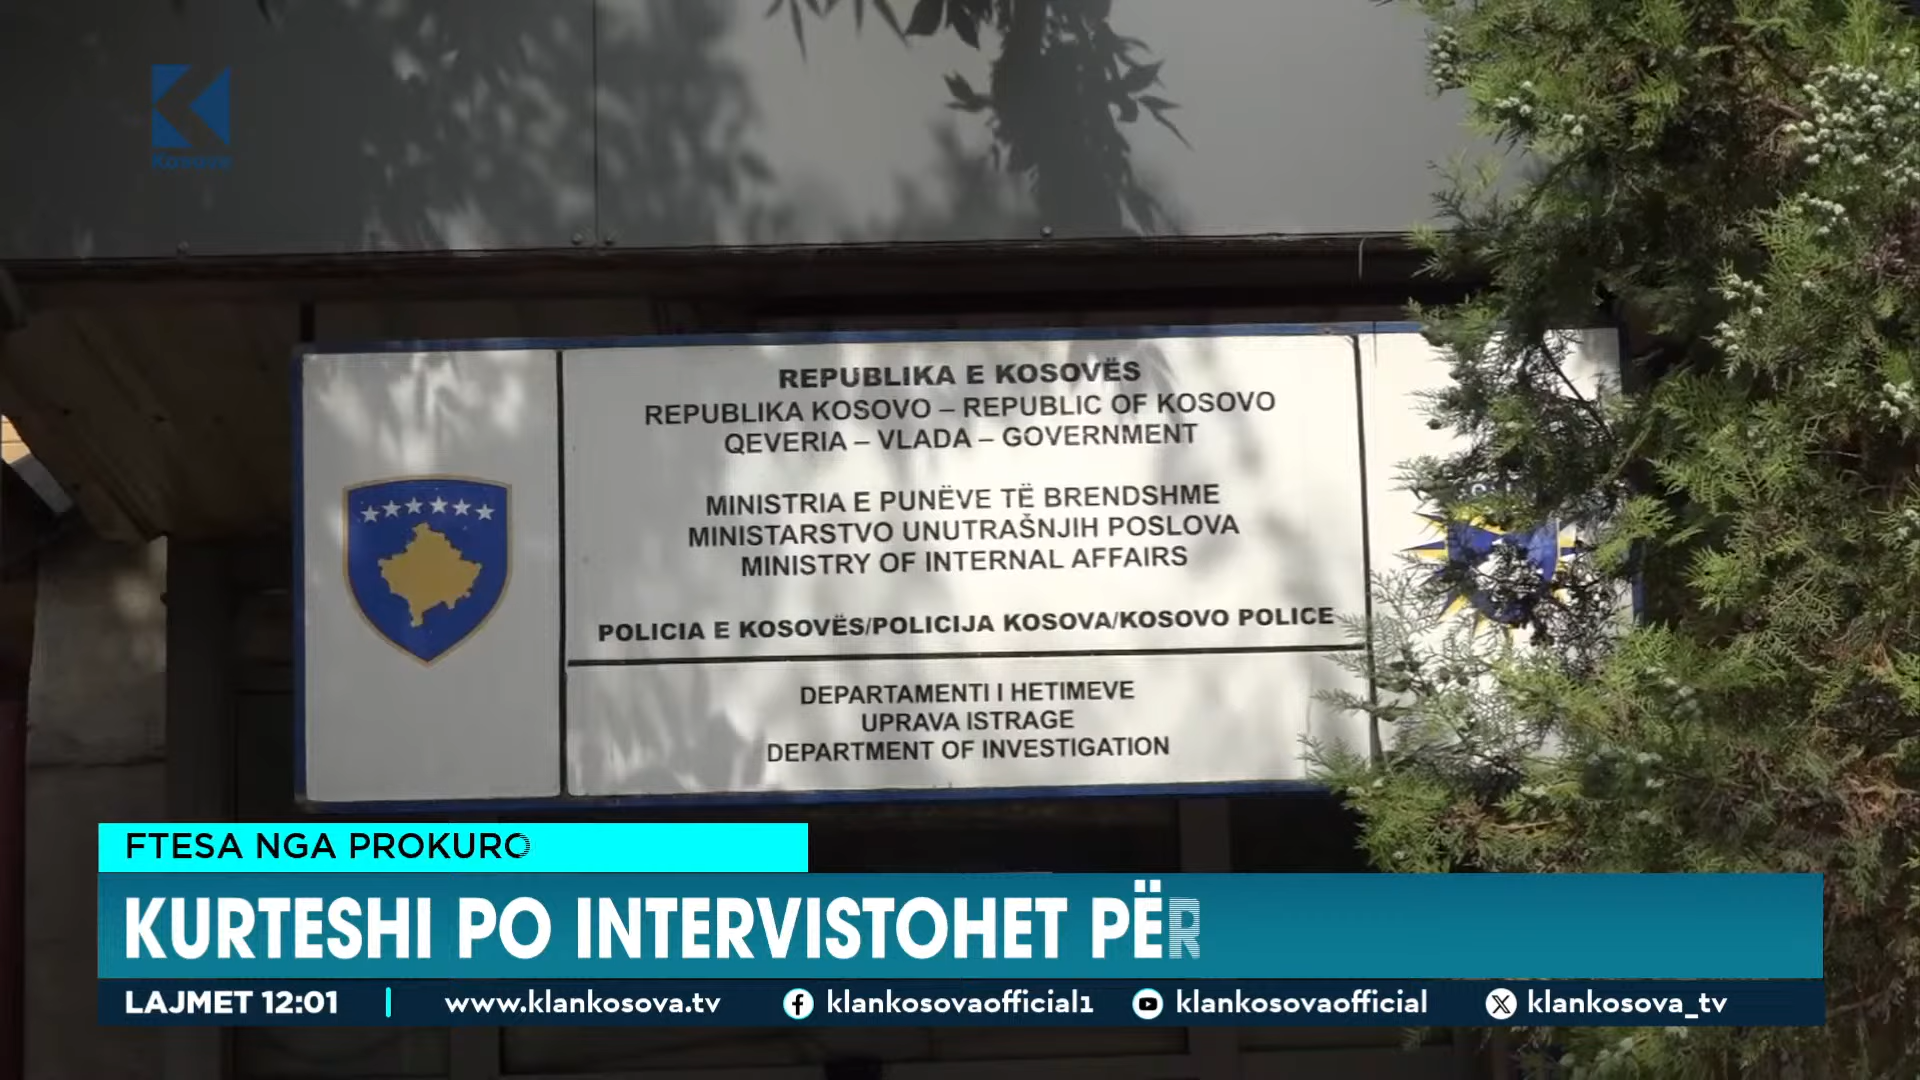 Kosova
REPUBLIKA E KOSOVËS
REPUBLIKA KOSOVO – REPUBLIC OF KOSOVO
QEVERIA – VLADA – GOVERNMENT
MINISTRIA E PUNËVE TË BRENDSHME
MINISTARSTVO UNUTRAŠNJIH POSLOVA
MINISTRY OF INTERNAL AFFAIRS
POLICIA E KOSOVËS/POLICIJA KOSOVA/KOSOVO POLICE
DEPARTAMENTI I HETIMEVE
UPRAVA ISTRAGE
DEPARTMENT OF INVESTIGATION
FTESA NGA PROKURO
KURTESHI PO INTERVISTOHET PËR
LAJMET 12:01 www.klankosova.tv klankosovaofficial1 klankosovaofficial klankosova_tv